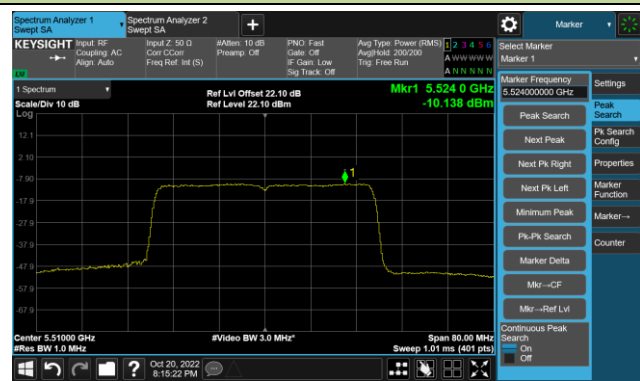 Spectrum Analyzer 1
Swept SA
Spectrum Analyzer 2
Swept SA
+
Marker
KEYSIGHT
Input: RF
Coupling: AC
Align: Auto
Input Z: 50 Ω
Corr CCorr
Freq Ref: Int (S)
#Atten: 10 dB
Preamp: Off
PNO: Fast
Gate: Off
IF Gain: Low
Sig Track: Off
Avg Type: Power (RMS)
Avg|Hold: 200/200
Trig: Free Run
1 2 3 4 5 6
A W W W W W
A N N N N N
LXI
Select Marker
Marker 1
1 Spectrum
Scale/Div 10 dB
Log
Ref Lvl Offset 22.10 dB
Ref Level 22.10 dBm
Mkr1 5.524 0 GHz
-10.138 dBm
12.1
2.10
-7.90
-17.9
-27.9
-37.9
-47.9
-57.9
-67.9
1
Center 5.51000 GHz
#Res BW 1.0 MHz
#Video BW 3.0 MHz*
Span 80.00 MHz
Sweep 1.01 ms (401 pts)
Marker Frequency
5.524000000 GHz
Peak Search
Next Peak
Next Pk Right
Next Pk Left
Minimum Peak
Pk-Pk Search
Marker Delta
Mkr→CF
Mkr→Ref Lvl
Continuous Peak
Search
On
Off
Settings
Peak
Search
Pk Search
Config
Properties
Marker
Function
Marker→
Counter
?
Oct 20, 2022
8:15:22 PM